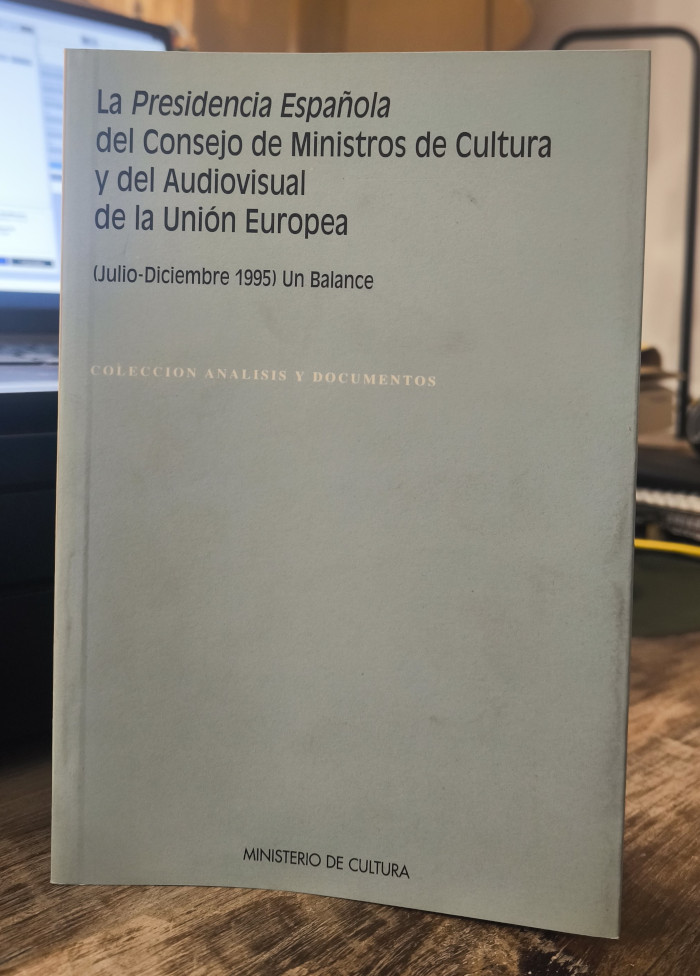 La Presidencia Española
del Consejo de Ministros de Cultura
y del Audiovisual
de la Unión Europea
(Julio-Diciembre 1995) Un Balance
COLECCION ANALISIS Y DOCUMENTOS
MINISTERIO DE CULTURA